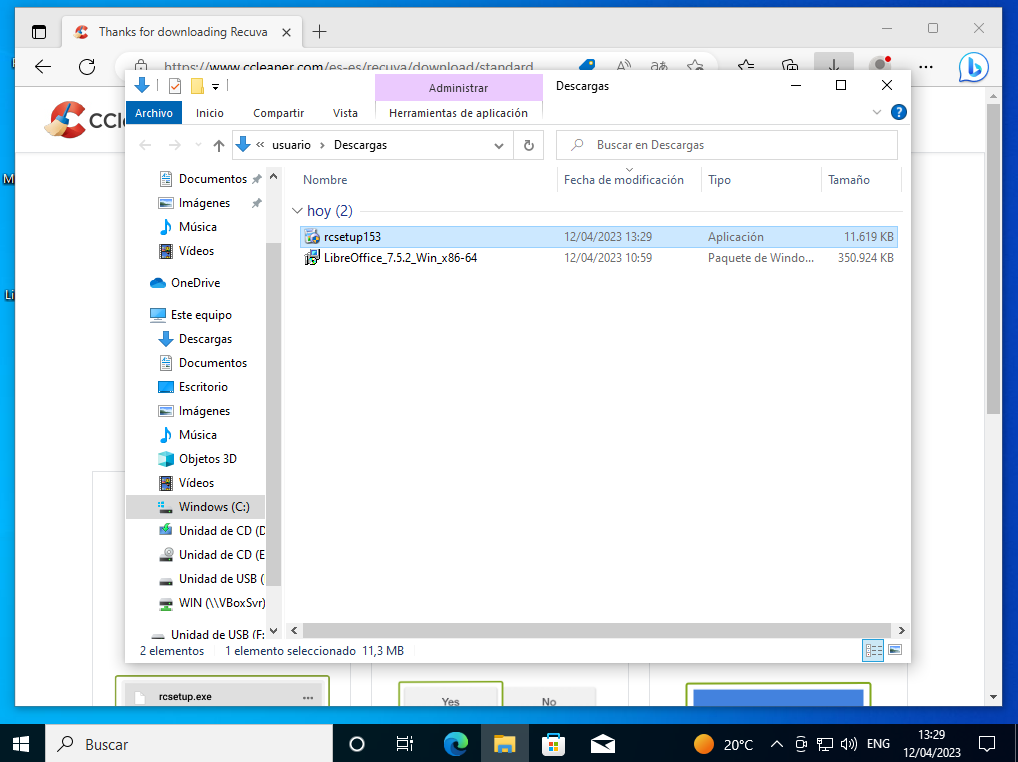 Thanks for downloading Recuva
https://www.ccleaner.com/es-es/recuva/download/standard
Administrar
Descargas
Archivo
Inicio
Compartir
Vista
Herramientas de aplicación
« usuario > Descargas
Buscar en Descargas
Documentos
Imágenes
Música
Vídeos
OneDrive
Este equipo
Descargas
Documentos
Escritorio
Imágenes
Música
Objetos 3D
Vídeos
Windows (C:)
Unidad de CD (D
Unidad de CD (E
Unidad de USB (
WIN (\\VBoxSvr)
Unidad de USB (F:
Nombre
Fecha de modificación
Tipo
Tamaño
hoy (2)
rcsetup153 12/04/2023 13:29 Aplicación 11.619 KB
LibreOffice_7.5.2_Win_x86-64 12/04/2023 10:59 Paquete de Windo... 350.924 KB
2 elementos
1 elemento seleccionado 11,3 MB
rcsetup.exe
Yes
No
Buscar
20°C
ENG
13:29
12/04/2023